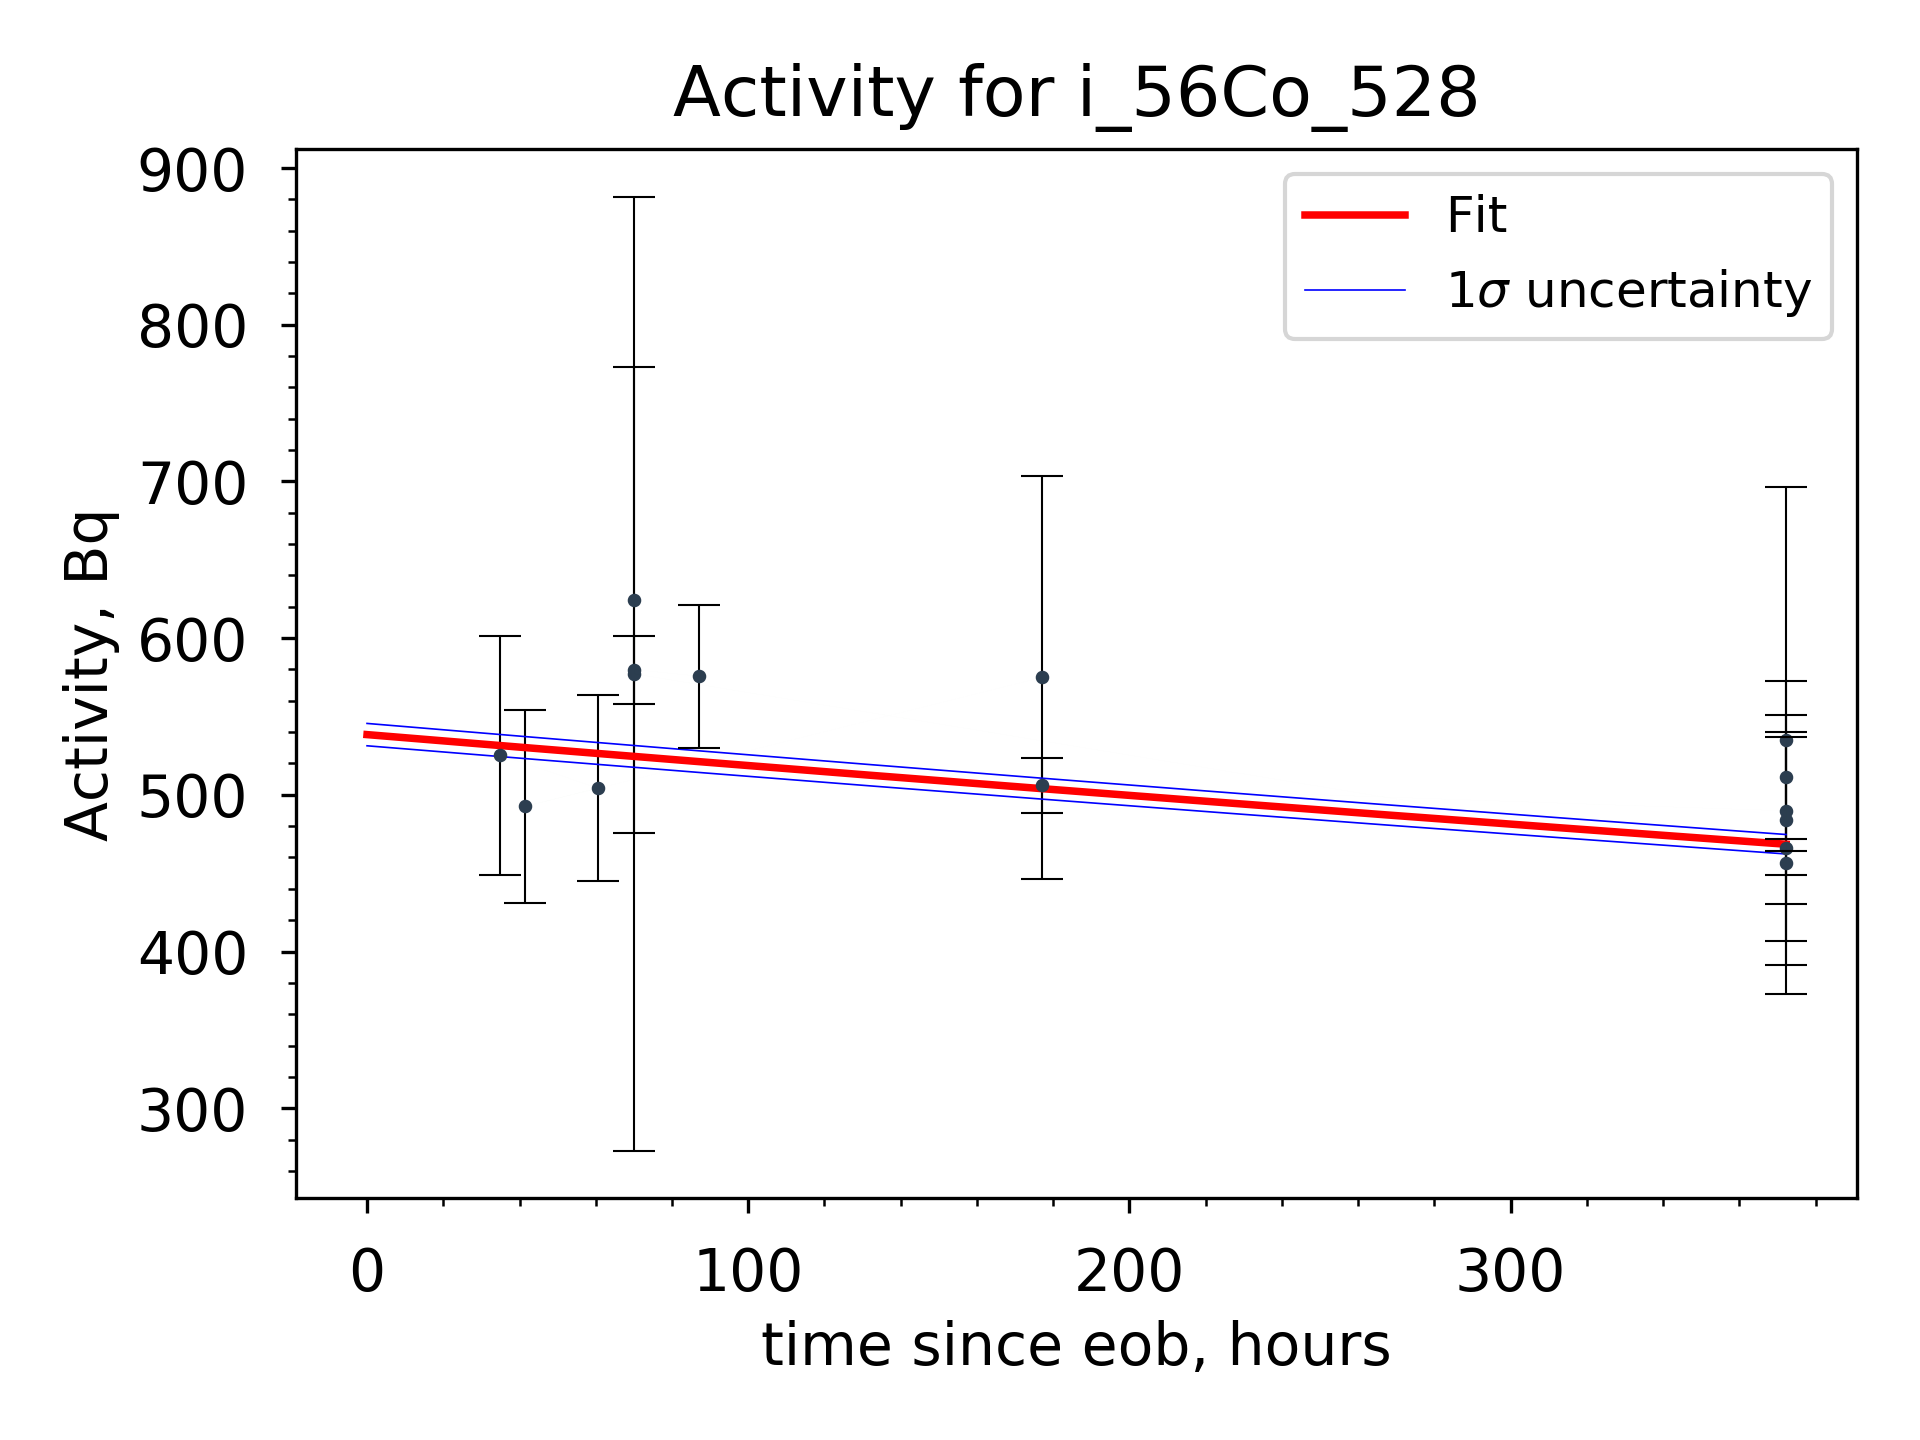 Activity for i_56Co_528
Fit
1σ uncertainty
Activity, Bq
900
800
700
600
500
400
300
0 100 200 300
time since eob, hours